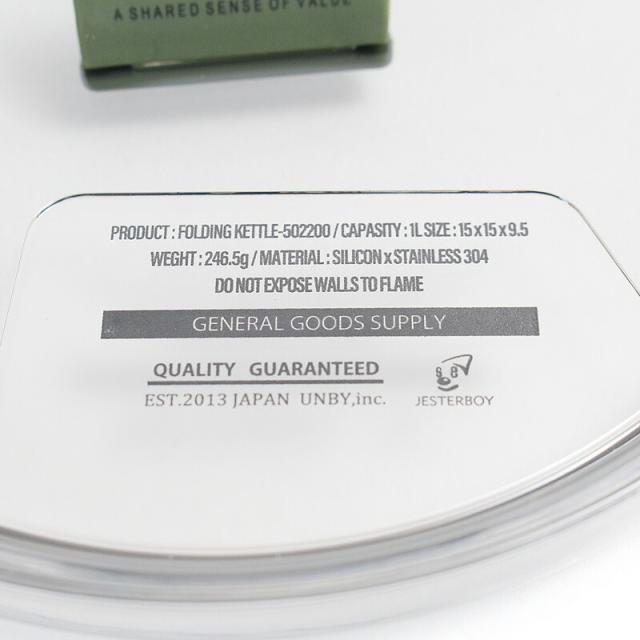 A SHARED SENSE OF VALUE
PRODUCT : FOLDING KETTLE-502200 / CAPASITY : 1L SIZE : 15 x 15 x 9.5
WEGHT : 246.5g / MATERIAL : SILICON x STAINLESS 304
DO NOT EXPOSE WALLS TO FLAME
GENERAL GOODS SUPPLY
QUALITY GUARANTEED
EST.2013 JAPAN UNBY,inc.
JESTERBOY